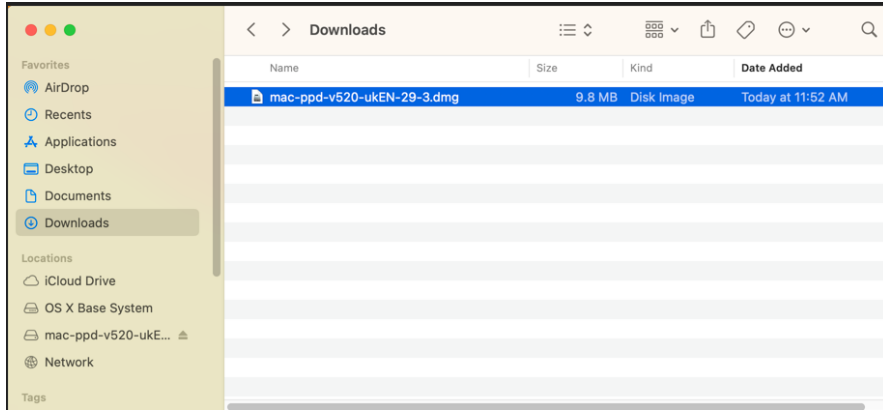 Downloads
Favorites
AirDrop
Recents
Applications
Desktop
Documents
Downloads
Locations
iCloud Drive
OS X Base System
mac-ppd-v520-ukE...
Network
Tags
Name Size Kind Date Added
mac-ppd-v520-ukEN-29-3.dmg 9.8 MB Disk Image Today at 11:52 AM